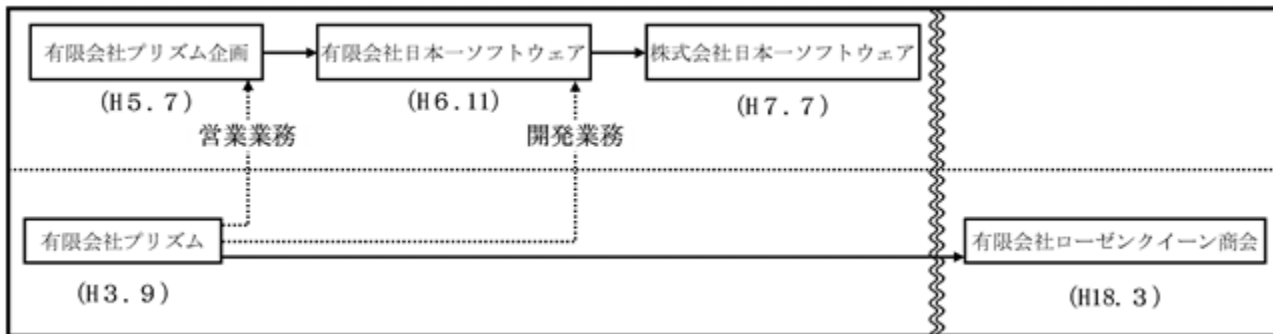 有限会社プリズム企画
有限会社日本一ソフトウェア
株式会社日本一ソフトウェア
(H5.7)
(H6.11)
(H7.7)
営業業務
開発業務
有限会社プリズム
有限会社ローゼンクイーン商会
(H3.9)
(H18.3)